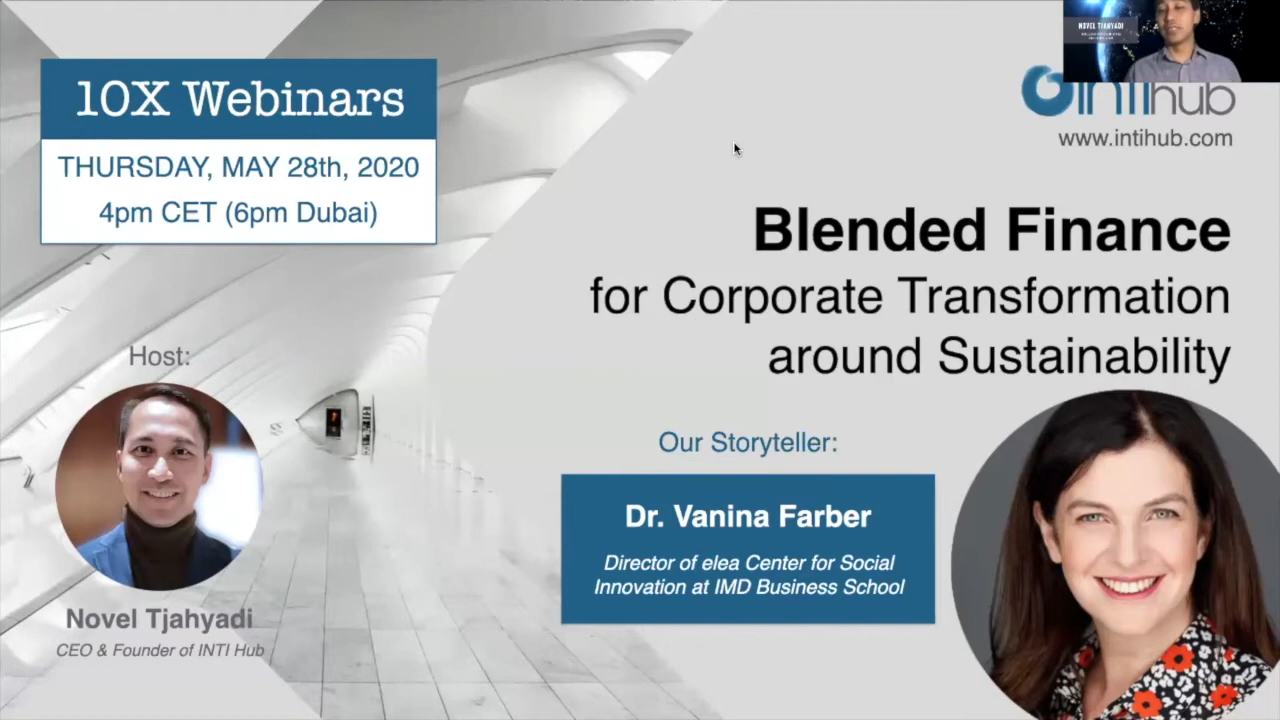 10X Webinars
THURSDAY, MAY 28th, 2020
4pm CET (6pm Dubai)
NOVEL TJAHYADI
intihub
www.intihub.com
Blended Finance
for Corporate Transformation
around Sustainability
Host:
Novel Tjahyadi
CEO & Founder of INTI Hub
Our Storyteller:
Dr. Vanina Farber
Director of elea Center for Social
Innovation at IMD Business School